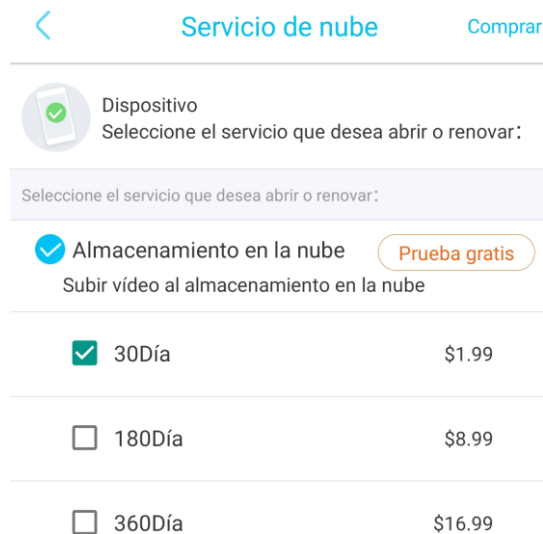 Servicio de nube
Comprar
Dispositivo
Seleccione el servicio que desea abrir o renovar:
Seleccione el servicio que desea abrir o renovar:
Almacenamiento en la nube
Prueba gratis
Subir vídeo al almacenamiento en la nube
30Día $1.99
180Día $8.99
360Día $16.99